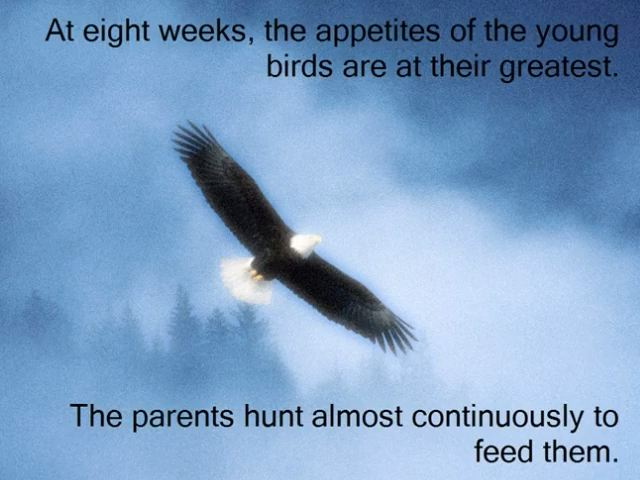 At eight weeks, the appetites of the young
birds are at their greatest.
The parents hunt almost continuously to
feed them.